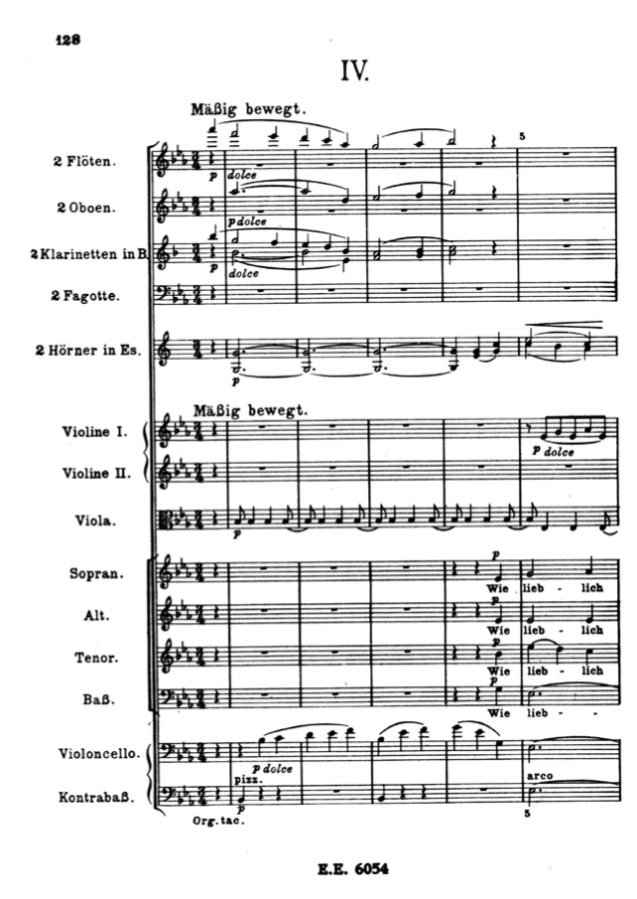 128
IV.
Mäßig bewegt.
5
2 Flöten.
p dolce
2 Oboen.
p dolce
2 Klarinetten in B.
p dolce
2 Fagotte.
2 Hörner in Es.
p
Mäßig bewegt.
Violine I.
p dolce
Violine II.
Viola.
p
p
Sopran.
Wie lieb - lich
p
Alt.
Wie lieb - lich
p
Tenor.
Wie lieb - lich
p
Baß.
Wie lieb - -
Violoncello.
p dolce
pizz. arco
Kontrabaß.
p
Org. tac. 5
E.E. 6054